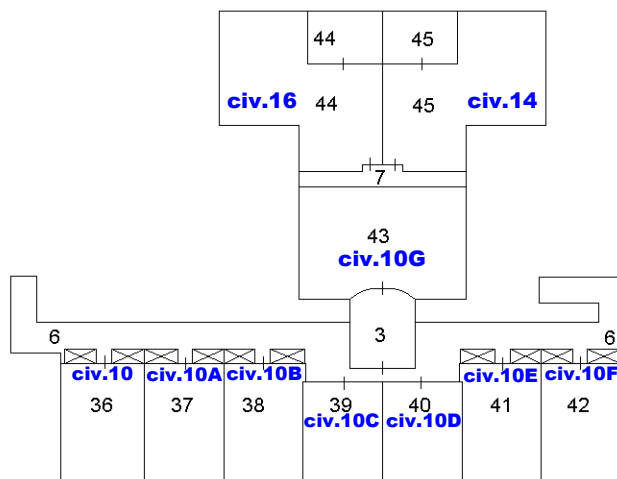 44 45
civ.16 44 45 civ.14
7
43
civ.10G
6 3 6
civ.10 civ.10A civ.10B civ.10E civ.10F
36 37 38 39 40 41 42
civ.10C civ.10D